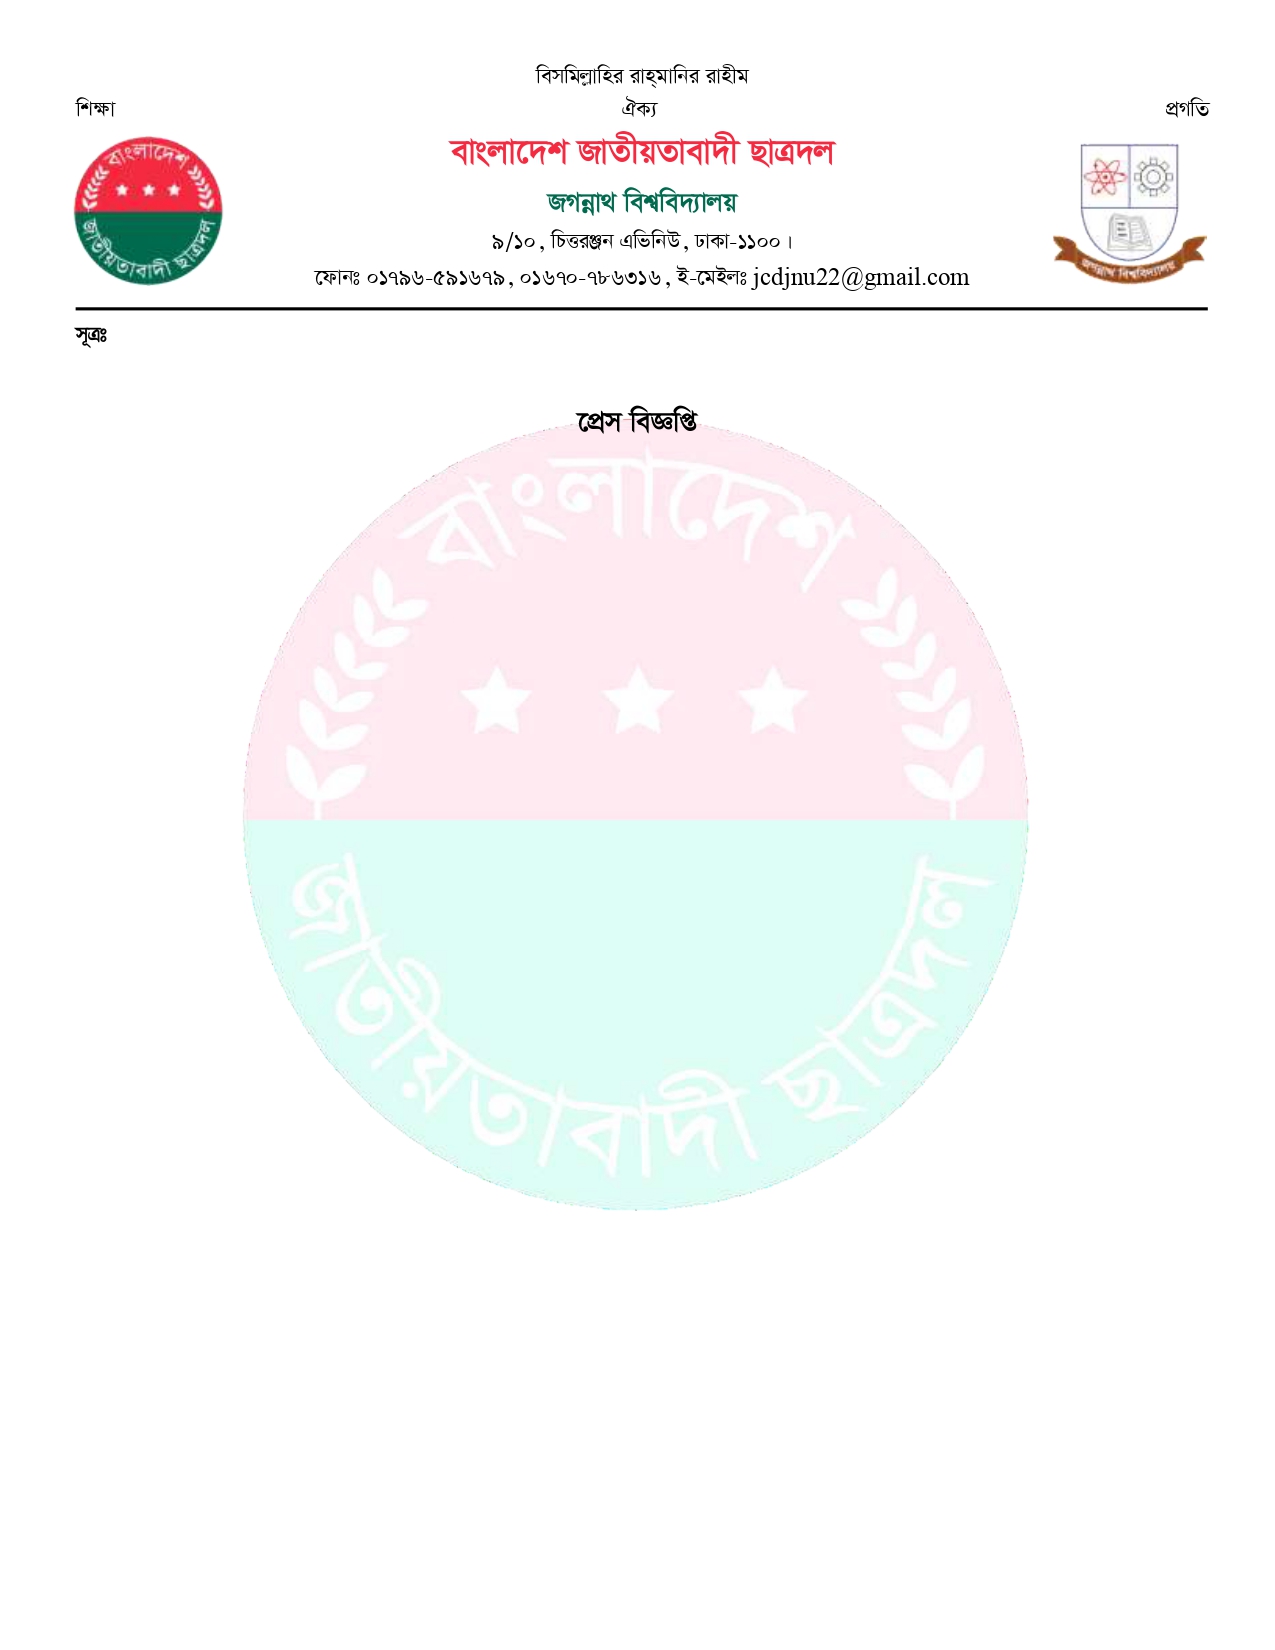 বিসমিল্লাহির রাহ্‌মানির রাহীম
শিক্ষা ঐক্য প্রগতি
বাংলাদেশ জাতীয়তাবাদী ছাত্রদল
জগন্নাথ বিশ্ববিদ্যালয়
৯/১০, চিত্তরঞ্জন এভিনিউ, ঢাকা-১১০০।
ফোনঃ ০১৭৯৬-৫৯১৬৭৯, ০১৬৭০-৭৮৬৩১৬, ই-মেইলঃ jcdjnu22@gmail.com
বাংলাদেশ
জাতীয়তাবাদী ছাত্রদল
জগন্নাথ বিশ্ববিদ্যালয়
সূত্রঃ
প্রেস বিজ্ঞপ্তি
বাংলাদেশ
জাতীয়তাবাদী ছাত্রদল